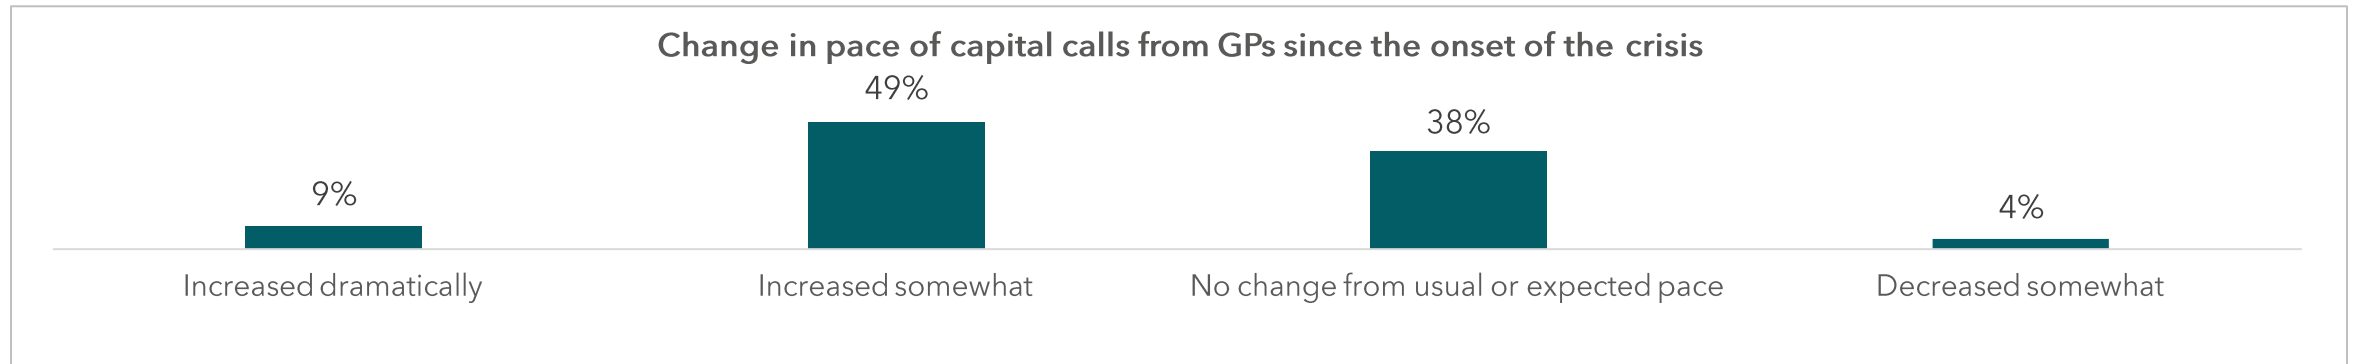 Change in pace of capital calls from GPs since the onset of the crisis
49%
38%
9%
4%
Increased dramatically
Increased somewhat
No change from usual or expected pace
Decreased somewhat